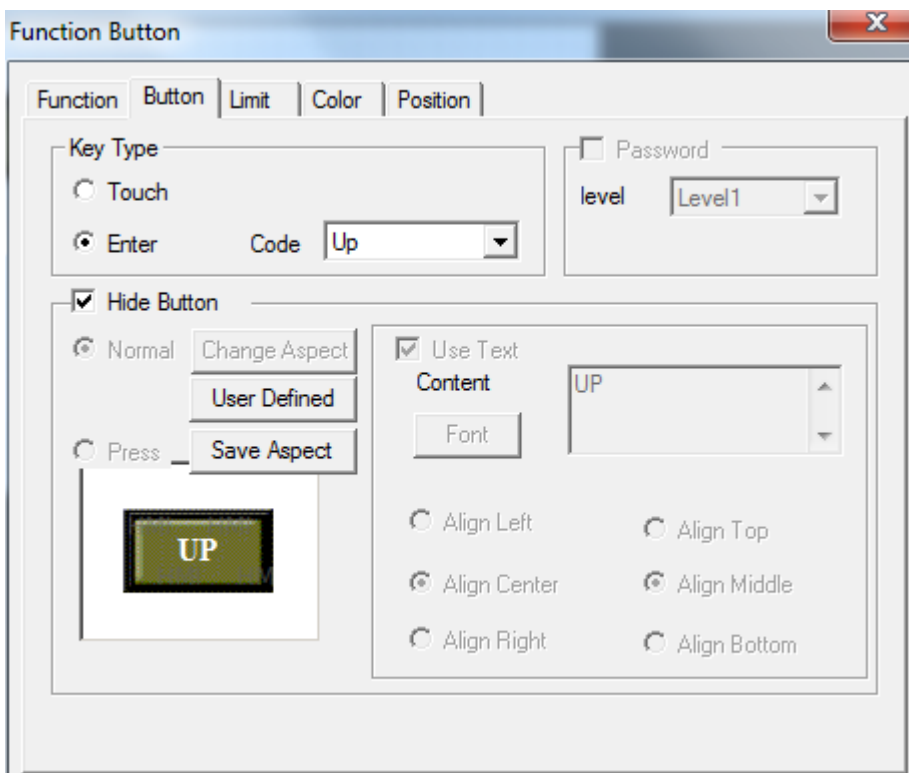 Function Button
X
Function Button Limit Color Position
Key Type
Touch
Enter Code Up
Password
level Level1
Hide Button
Normal Change Aspect
User Defined
Press Save Aspect
UP
Use Text
Content UP
Font
Align Left Align Top
Align Center Align Middle
Align Right Align Bottom